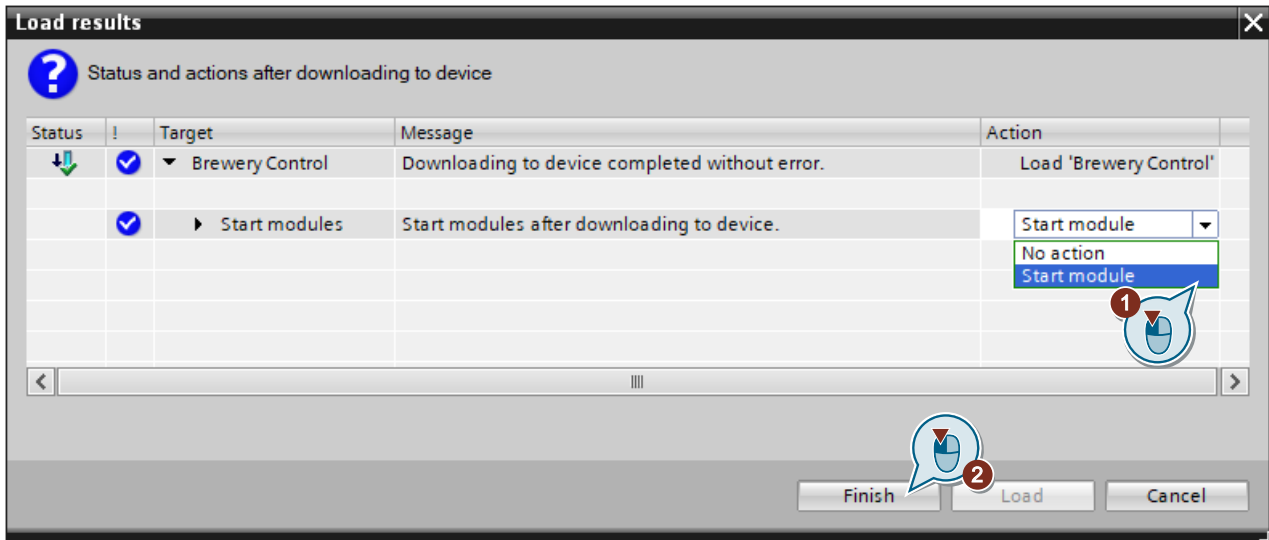 Load results
Status and actions after downloading to device
Status ! Target Message Action
Brewery Control Downloading to device completed without error. Load 'Brewery Control'
Start modules Start modules after downloading to device. Start module
No action
Start module
1
2
Finish Load Cancel